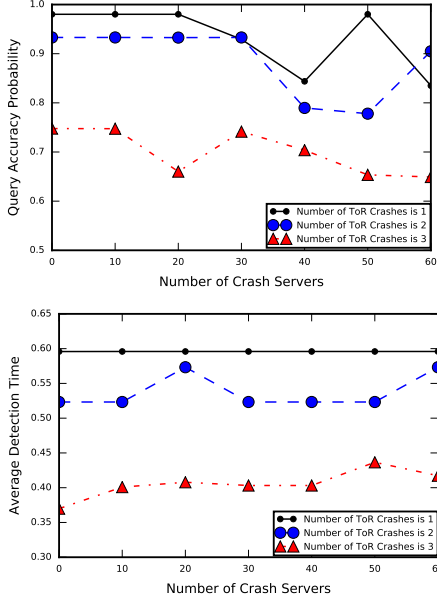 1.0
0.9
0.8
0.7
0.6
0.5
Query Accuracy Probability
Number of ToR Crashes is 1
Number of ToR Crashes is 2
Number of ToR Crashes is 3
0 10 20 30 40 50 60
Number of Crash Servers
0.65
0.60
0.55
0.50
0.45
0.40
0.35
0.30
Average Detection Time
Number of ToR Crashes is 1
Number of ToR Crashes is 2
Number of ToR Crashes is 3
0 10 20 30 40 50 60
Number of Crash Servers